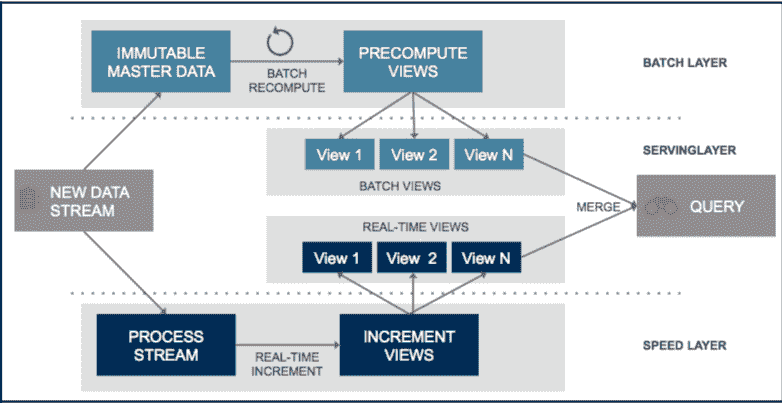 IMMUTABLE
MASTER DATA
BATCH
RECOMPUTE
PRECOMPUTE
VIEWS
BATCH LAYER
View 1
View 2
View N
BATCH VIEWS
SERVINGLAYER
NEW DATA
STREAM
MERGE
QUERY
REAL-TIME VIEWS
View 1
View 2
View N
PROCESS
STREAM
REAL-TIME
INCREMENT
INCREMENT
VIEWS
SPEED LAYER